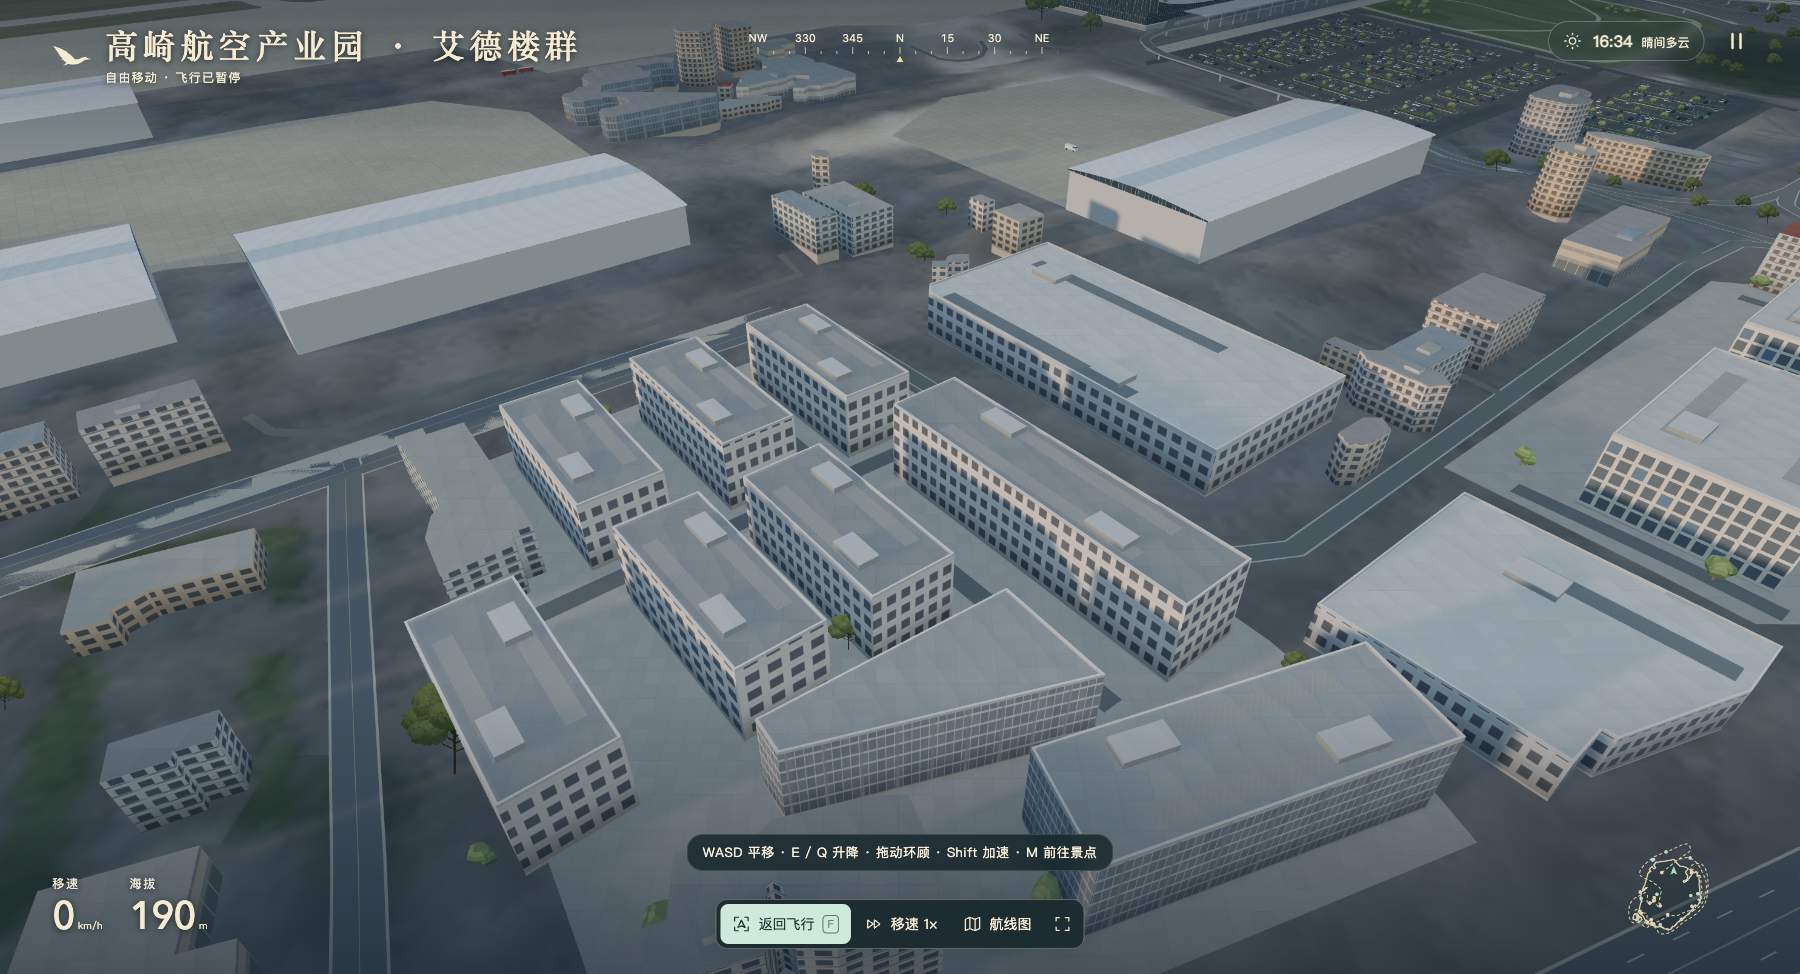 高崎航空产业园 · 艾德楼群
自由移动 · 飞行已暂停
NW 330 345 N 15 30 NE
16:34 晴间多云
WASD 平移 · E / Q 升降 · 拖动环顾 · Shift 加速 · M 前往景点
移速 海拔
0 km/h 190 m
返回飞行 F 移速 1x 航线图